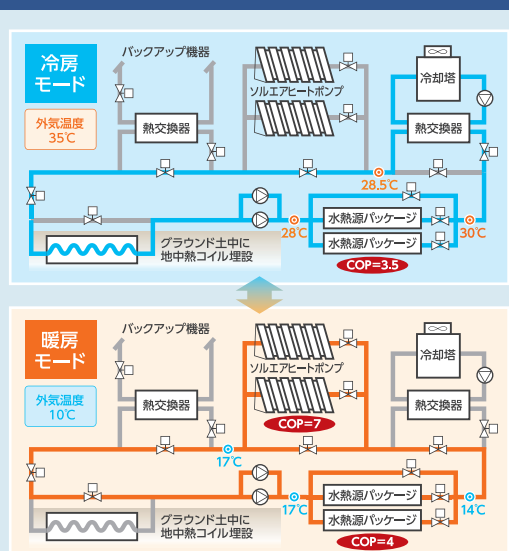 冷房
モード
外気温度
35℃
バックアップ機器
熱交換器
ソルエアヒートポンプ
冷却塔
熱交換器
28.5℃
28℃
水熱源パッケージ
水熱源パッケージ
30℃
COP=3.5
グラウンド土中に
地中熱コイル埋設
暖房
モード
外気温度
10℃
バックアップ機器
熱交換器
ソルエアヒートポンプ
COP=7
冷却塔
熱交換器
17℃
17℃
水熱源パッケージ
水熱源パッケージ
14℃
COP=4
グラウンド土中に
地中熱コイル埋設